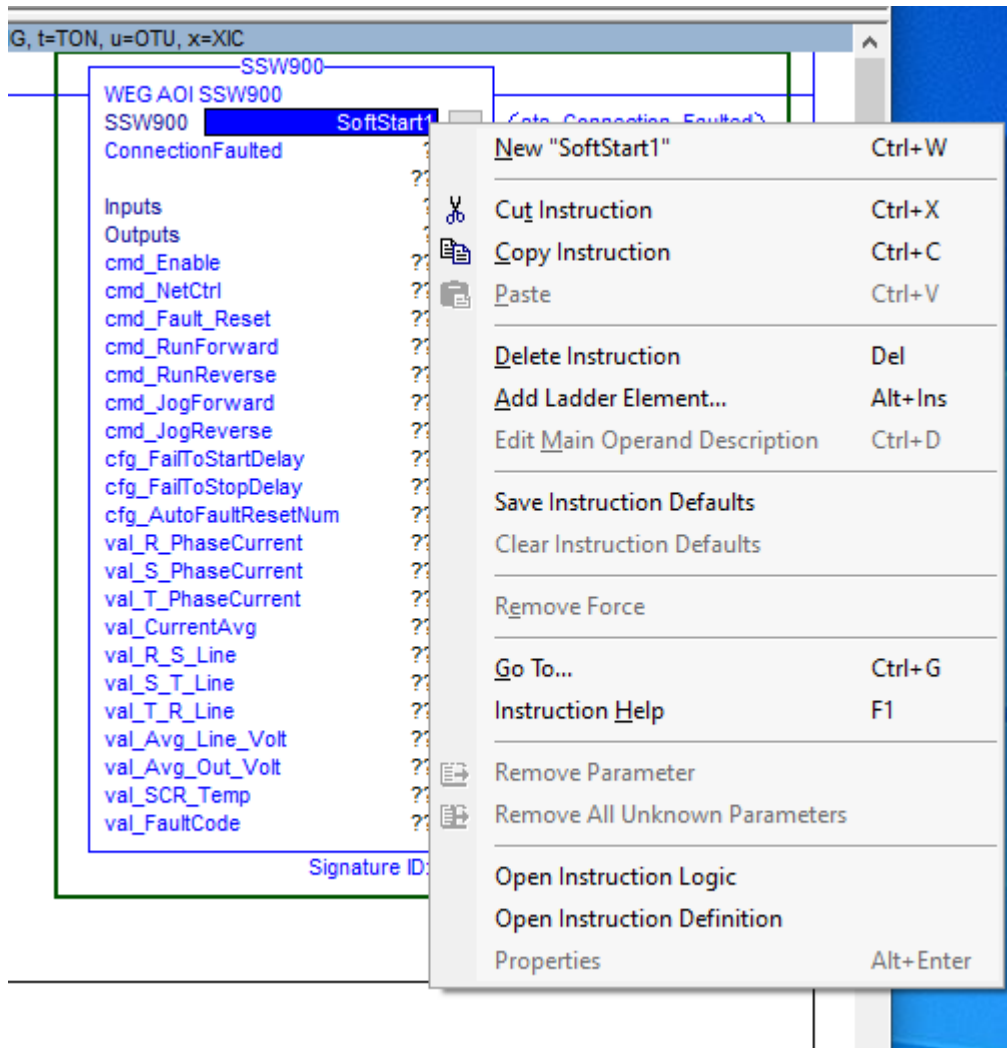 G, t=TON, u=OTU, x=XIC
SSW900
WEG AOI SSW900
SSW900 SoftStart1
ConnectionFaulted ?
??
Inputs ?
Outputs ?
cmd_Enable ??
cmd_NetCtrl ??
cmd_Fault_Reset ??
cmd_RunForward ??
cmd_RunReverse ??
cmd_JogForward ??
cmd_JogReverse ??
cfg_FailToStartDelay ??
cfg_FailToStopDelay ??
cfg_AutoFaultResetNum ??
val_R_PhaseCurrent ??
val_S_PhaseCurrent ??
val_T_PhaseCurrent ??
val_CurrentAvg ??
val_R_S_Line ??
val_S_T_Line ??
val_T_R_Line ??
val_Avg_Line_Volt ??
val_Avg_Out_Volt ??
val_SCR_Temp ??
val_FaultCode ??
Signature ID:
New "SoftStart1" Ctrl+W
Cut Instruction Ctrl+X
Copy Instruction Ctrl+C
Paste Ctrl+V
Delete Instruction Del
Add Ladder Element... Alt+Ins
Edit Main Operand Description Ctrl+D
Save Instruction Defaults
Clear Instruction Defaults
Remove Force
Go To... Ctrl+G
Instruction Help F1
Remove Parameter
Remove All Unknown Parameters
Open Instruction Logic
Open Instruction Definition
Properties Alt+Enter